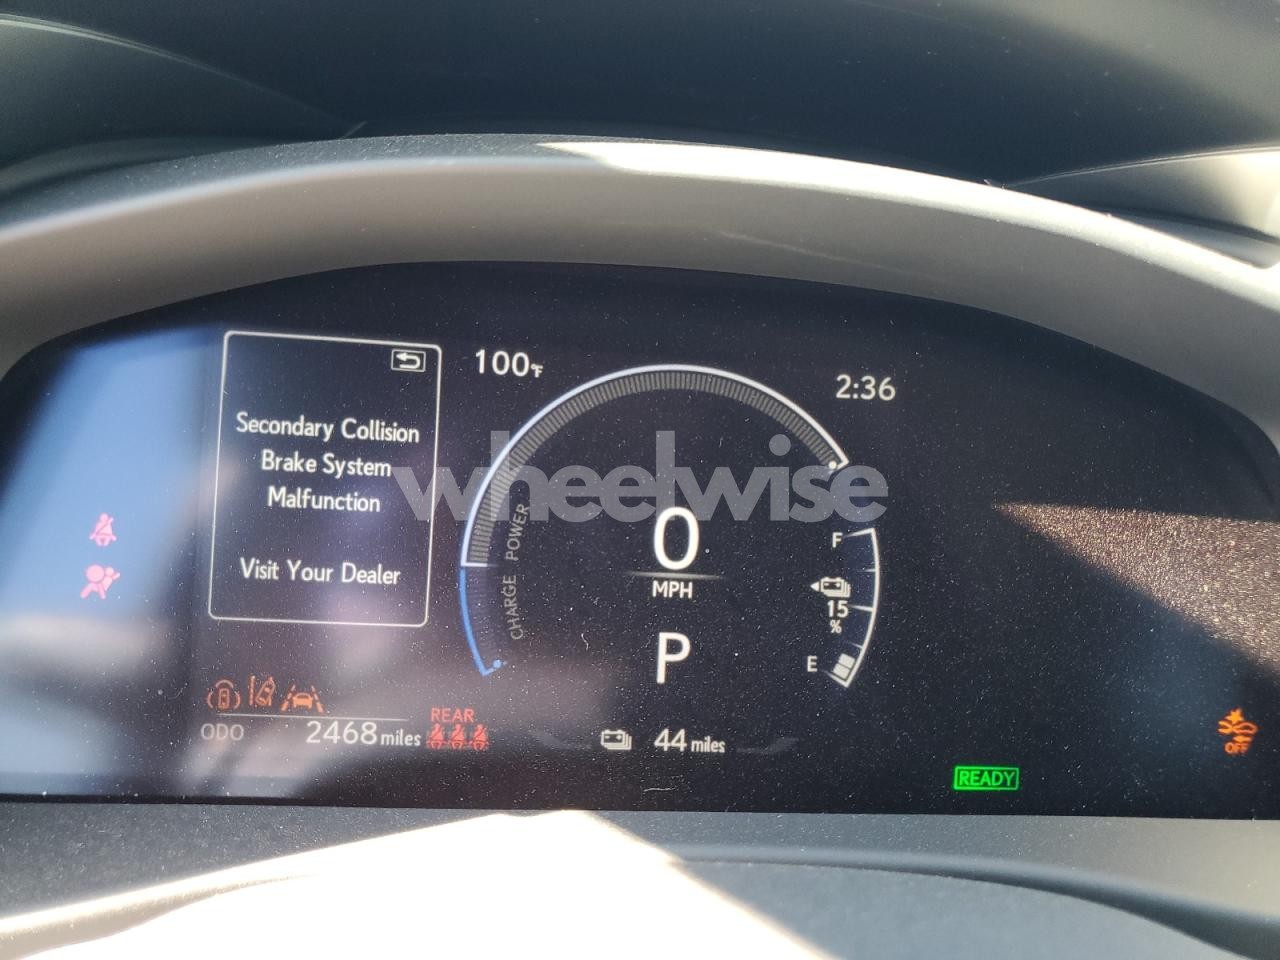 100°F
2:36
Secondary Collision
Brake System
Malfunction
Visit Your Dealer
wheelwise
CHARGE POWER
0
MPH
P
F
15
%
E
REAR
ODO 2468 miles
44 miles
READY
OFF